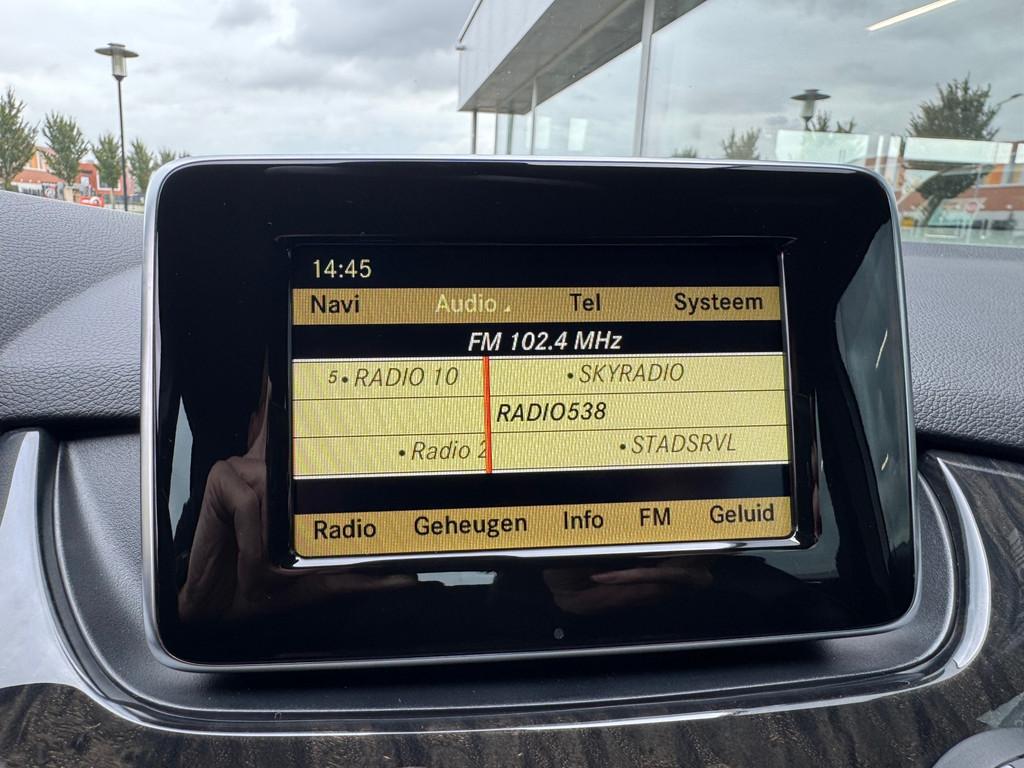 14:45
Navi Audio Tel Systeem
FM 102.4 MHz
5•RADIO 10 •SKYRADIO
RADIO538
•Radio 2 •STADSRVL
Radio Geheugen Info FM Geluid